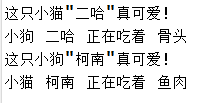 这只小猫"二哈"真可爱!
小狗 二哈 正在吃着 骨头
这只小狗"柯南"真可爱!
小猫 柯南 正在吃着 鱼肉